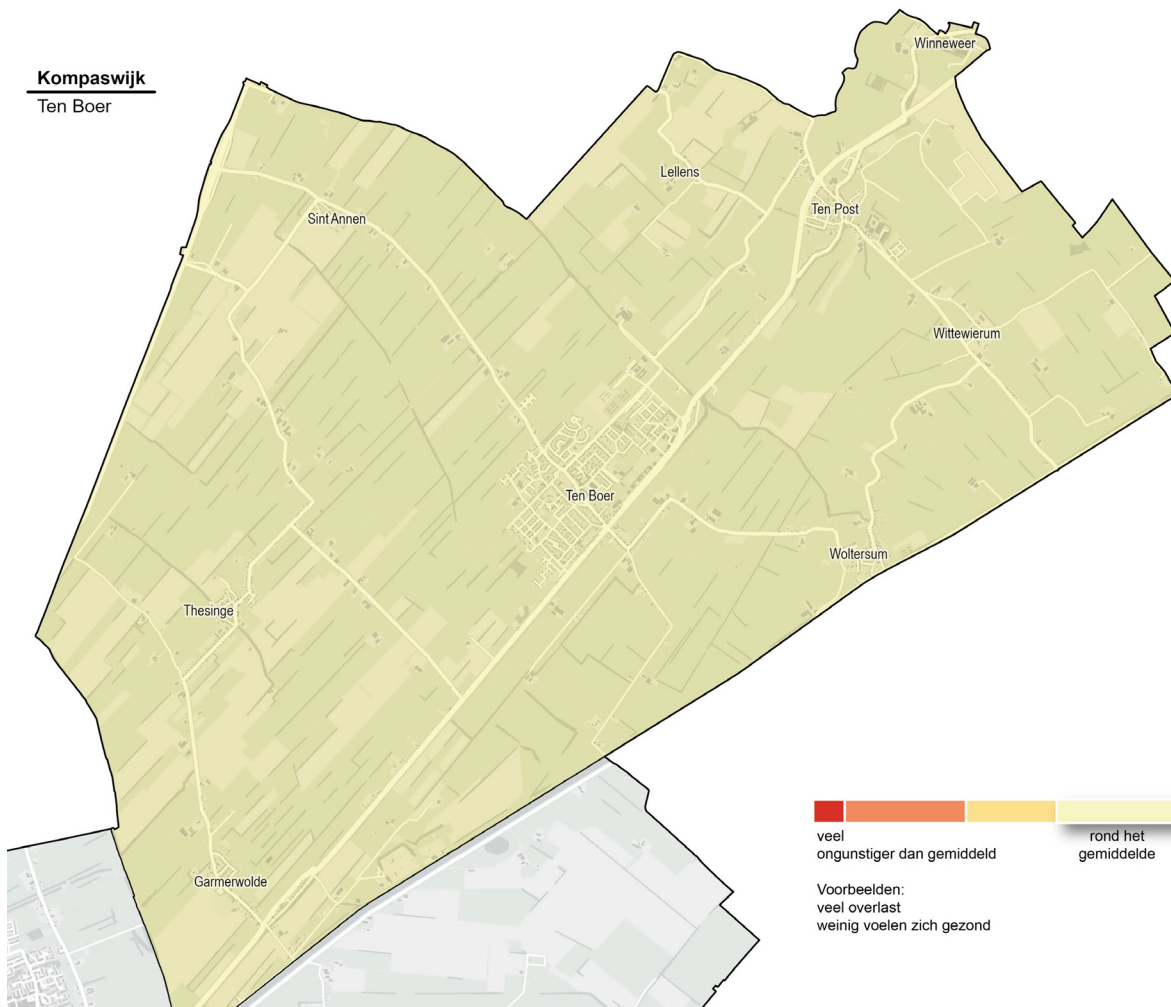 Kompaswijk
Ten Boer
Winneweer
Lellens
Ten Post
Sint Annen
Wittewierum
Ten Boer
Woltersum
Thesinge
Garmerwolde
veel
ongunstiger dan gemiddeld
rond het
gemiddelde
Voorbeelden:
veel overlast
weinig voelen zich gezond